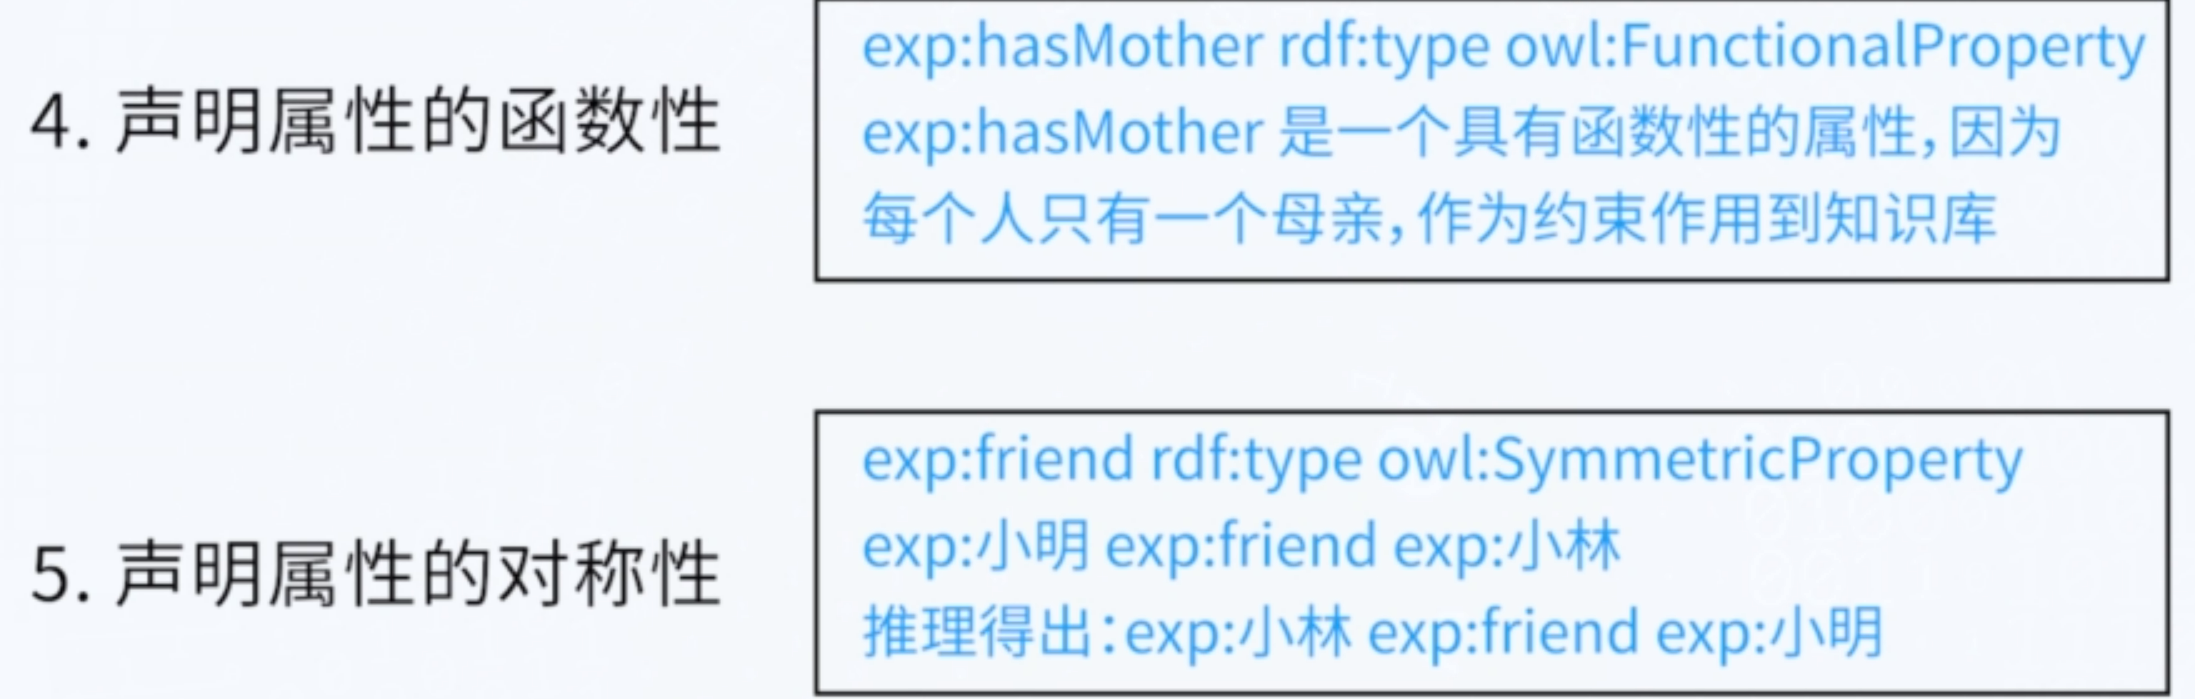 4. 声明属性的函数性
exp:hasMother rdf:type owl:FunctionalProperty
exp:hasMother 是一个具有函数性的属性，因为
每个人只有一个母亲，作为约束作用到知识库
5. 声明属性的对称性
exp:friend rdf:type owl:SymmetricProperty
exp:小明 exp:friend exp:小林
推理得出：exp:小林 exp:friend exp:小明